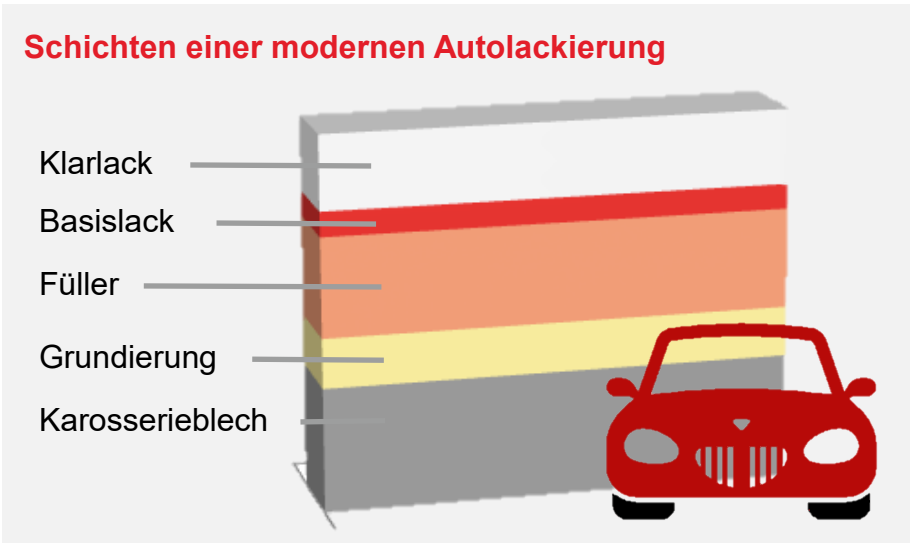 Schichten einer modernen Autolackierung
Klarlack
Basislack
Füller
Grundierung
Karosserieblech